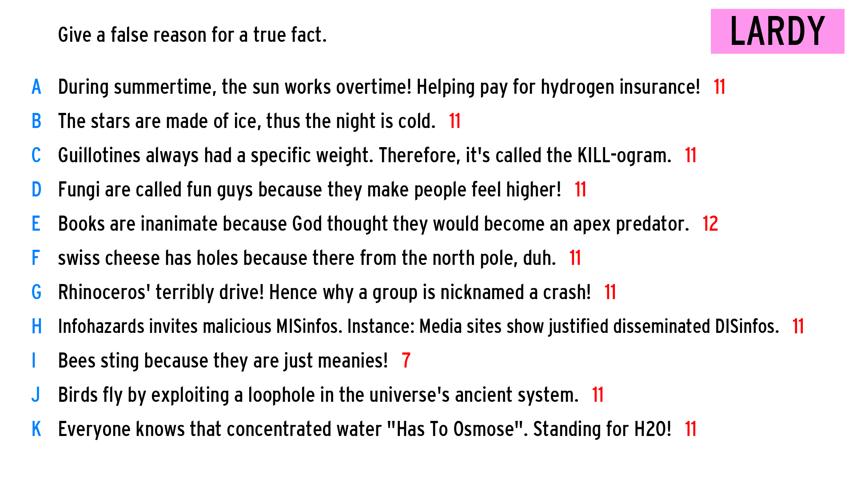 Give a false reason for a true fact.
LARDY
A During summertime, the sun works overtime! Helping pay for hydrogen insurance! 11
B The stars are made of ice, thus the night is cold. 11
C Guillotines always had a specific weight. Therefore, it's called the KILL-ogram. 11
D Fungi are called fun guys because they make people feel higher! 11
E Books are inanimate because God thought they would become an apex predator. 12
F swiss cheese has holes because there from the north pole, duh. 11
G Rhinoceros' terribly drive! Hence why a group is nicknamed a crash! 11
H Infohazards invites malicious MISinfos. Instance: Media sites show justified disseminated DISinfos. 11
I Bees sting because they are just meanies! 7
J Birds fly by exploiting a loophole in the universe's ancient system. 11
K Everyone knows that concentrated water "Has To Osmose". Standing for H2O! 11